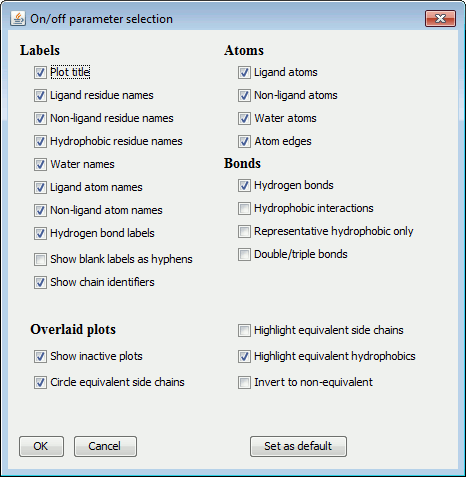 On/off parameter selection
Labels
Plot title
Ligand residue names
Non-ligand residue names
Hydrophobic residue names
Water names
Ligand atom names
Non-ligand atom names
Hydrogen bond labels
Show blank labels as hyphens
Show chain identifiers
Atoms
Ligand atoms
Non-ligand atoms
Water atoms
Atom edges
Bonds
Hydrogen bonds
Hydrophobic interactions
Representative hydrophobic only
Double/triple bonds
Overlaid plots
Show inactive plots
Circle equivalent side chains
Highlight equivalent side chains
Highlight equivalent hydrophobics
Invert to non-equivalent
OK
Cancel
Set as default